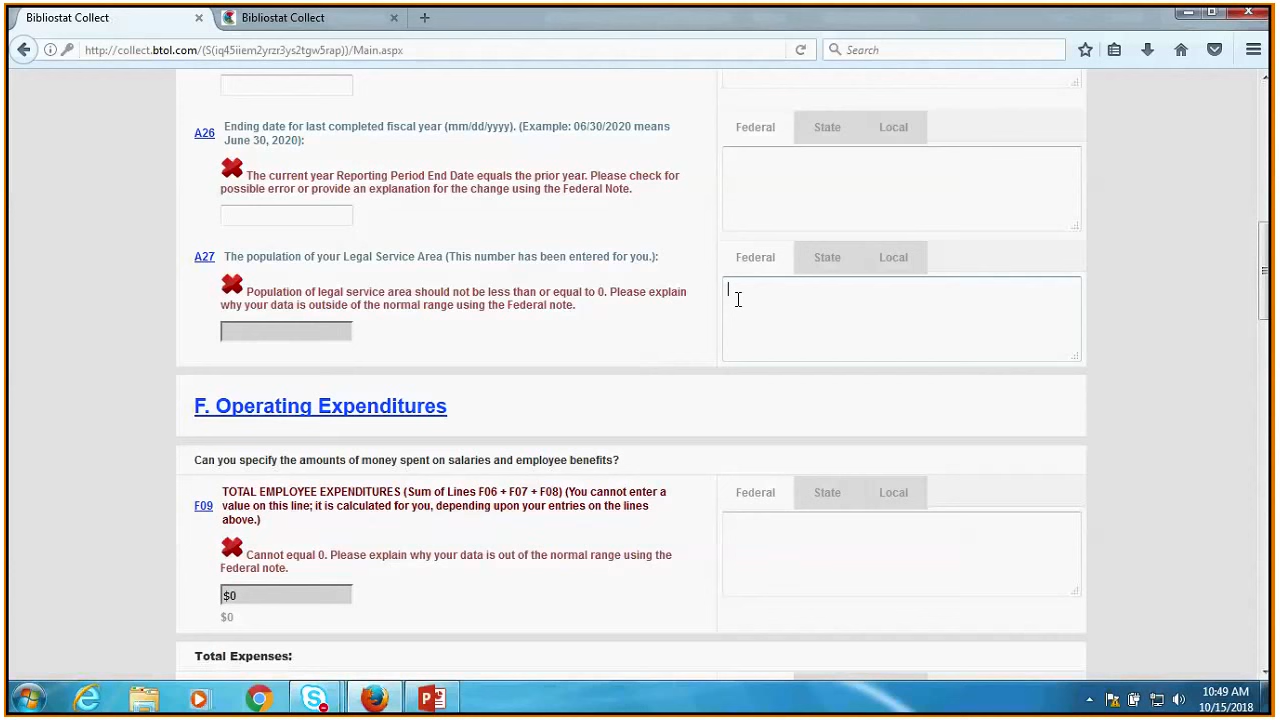 Bibliostat Collect
Bibliostat Collect
http://collect.btol.com/(S(iq45iiem2yrzr3ys2tgw5rap))/Main.aspx
Search
A26
Ending date for last completed fiscal year (mm/dd/yyyy). (Example: 06/30/2020 means
June 30, 2020):
Federal
State
Local
The current year Reporting Period End Date equals the prior year. Please check for
possible error or provide an explanation for the change using the Federal Note.
A27
The population of your Legal Service Area (This number has been entered for you.):
Federal
State
Local
Population of legal service area should not be less than or equal to 0. Please explain
why your data is outside of the normal range using the Federal note.
F. Operating Expenditures
Can you specify the amounts of money spent on salaries and employee benefits?
F09
TOTAL EMPLOYEE EXPENDITURES (Sum of Lines F06 + F07 + F08) (You cannot enter a
value on this line; it is calculated for you, depending upon your entries on the lines
above.)
Federal
State
Local
Cannot equal 0. Please explain why your data is out of the normal range using the
Federal note.
$0
$0
Total Expenses:
10:49 AM
10/15/2018